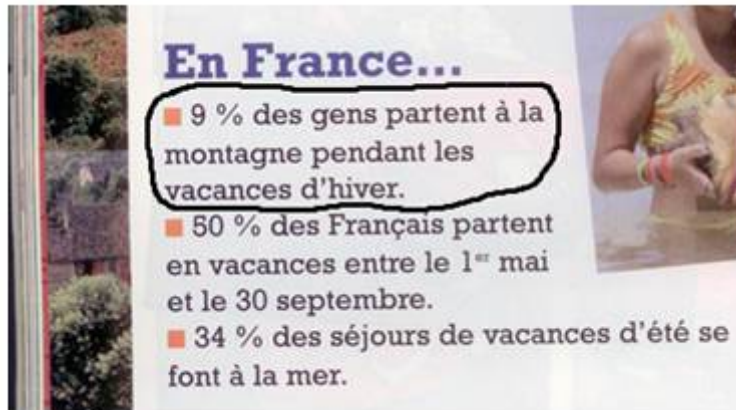 En France...
■ 9 % des gens partent à la
montagne pendant les
vacances d'hiver.
■ 50 % des Français partent
en vacances entre le 1er mai
et le 30 septembre.
■ 34 % des séjours de vacances d'été se
font à la mer.